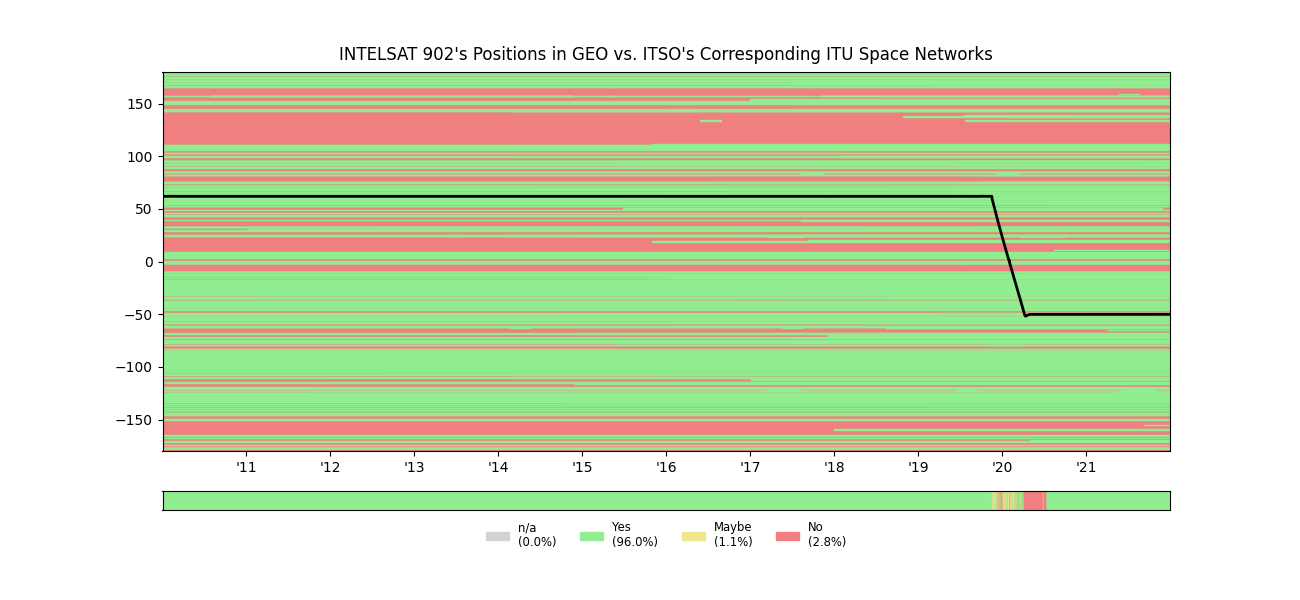 INTELSAT 902's Positions in GEO vs. ITSO's Corresponding ITU Space Networks
150
100
50
0
−50
−100
−150
'11 '12 '13 '14 '15 '16 '17 '18 '19 '20 '21
n/a Yes Maybe No
(0.0%) (96.0%) (1.1%) (2.8%)